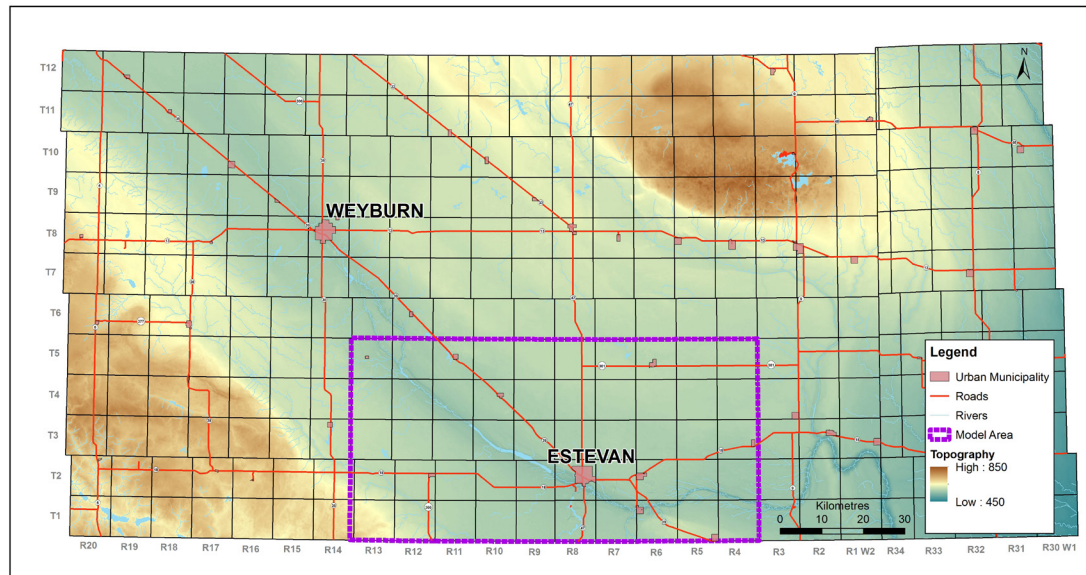 N
T12
T11
T10
T9
T8
T7
T6
T5
T4
T3
T2
T1
WEYBURN
ESTEVAN
Legend
Urban Municipality
Roads
Rivers
Model Area
Topography
High : 850
Low : 450
Kilometres
0 10 20 30
R20 R19 R18 R17 R16 R15 R14 R13 R12 R11 R10 R9 R8 R7 R6 R5 R4 R3 R2 R1 W2 R34 R33 R32 R31 R30 W1